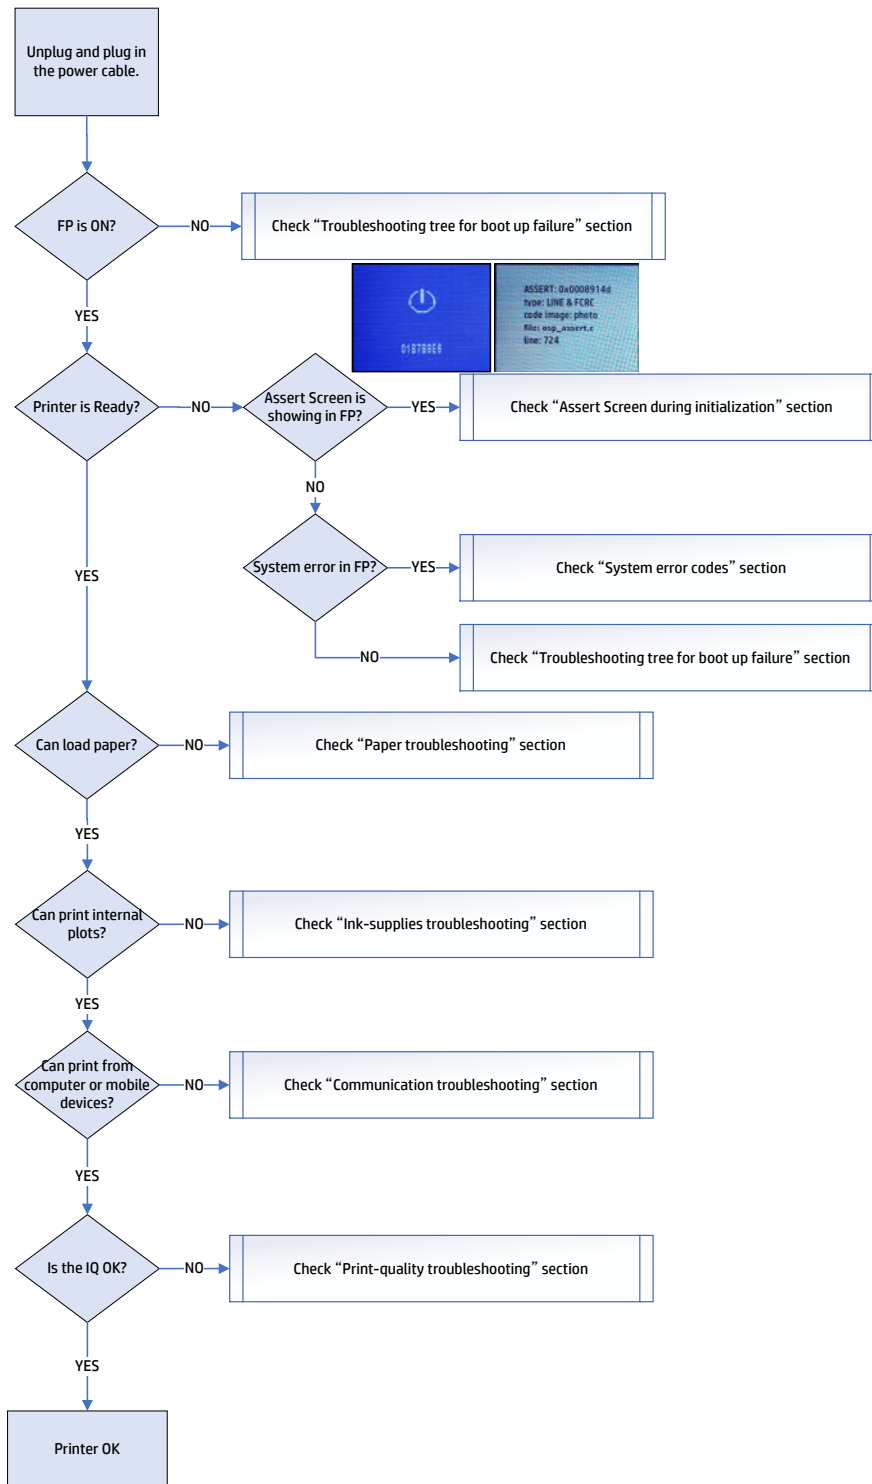 Unplug and plug in
the power cable.
FP is ON?
NO
Check “Troubleshooting tree for boot up failure” section
YES
01B7B8E6
ASSERT: 0x0008914d
type: LINE & FCRC
code image: photo
file: osp_assert.c
line: 724
Printer is Ready?
NO
Assert Screen is
showing in FP?
YES
Check “Assert Screen during initialization” section
NO
System error in FP?
YES
Check “System error codes” section
YES
NO
Check “Troubleshooting tree for boot up failure” section
Can load paper?
NO
Check “Paper troubleshooting” section
YES
Can print internal
plots?
NO
Check “Ink-supplies troubleshooting” section
YES
Can print from
computer or mobile
devices?
NO
Check “Communication troubleshooting” section
YES
Is the IQ OK?
NO
Check “Print-quality troubleshooting” section
YES
Printer OK